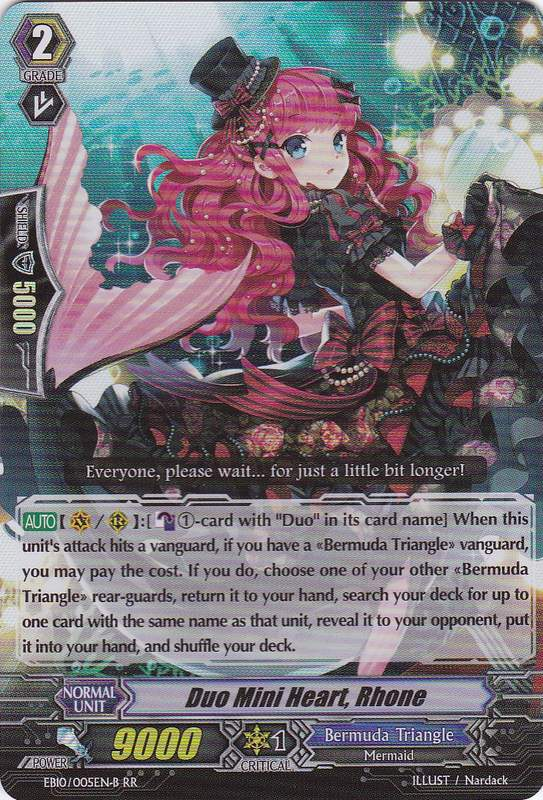 2
GRADE
SHIELD
5000
Everyone, please wait... for just a little bit longer!
AUTO【 V / R 】:[ ①-card with "Duo" in its card name] When this
unit's attack hits a vanguard, if you have a «Bermuda Triangle» vanguard,
you may pay the cost. If you do, choose one of your other «Bermuda
Triangle» rear-guards, return it to your hand, search your deck for up to
one card with the same name as that unit, reveal it to your opponent, put
it into your hand, and shuffle your deck.
NORMAL
UNIT
Duo Mini Heart, Rhone
POWER
9000
1
CRITICAL
Bermuda Triangle
Mermaid
EB10/005EN-B RR
ILLUST / Nardack